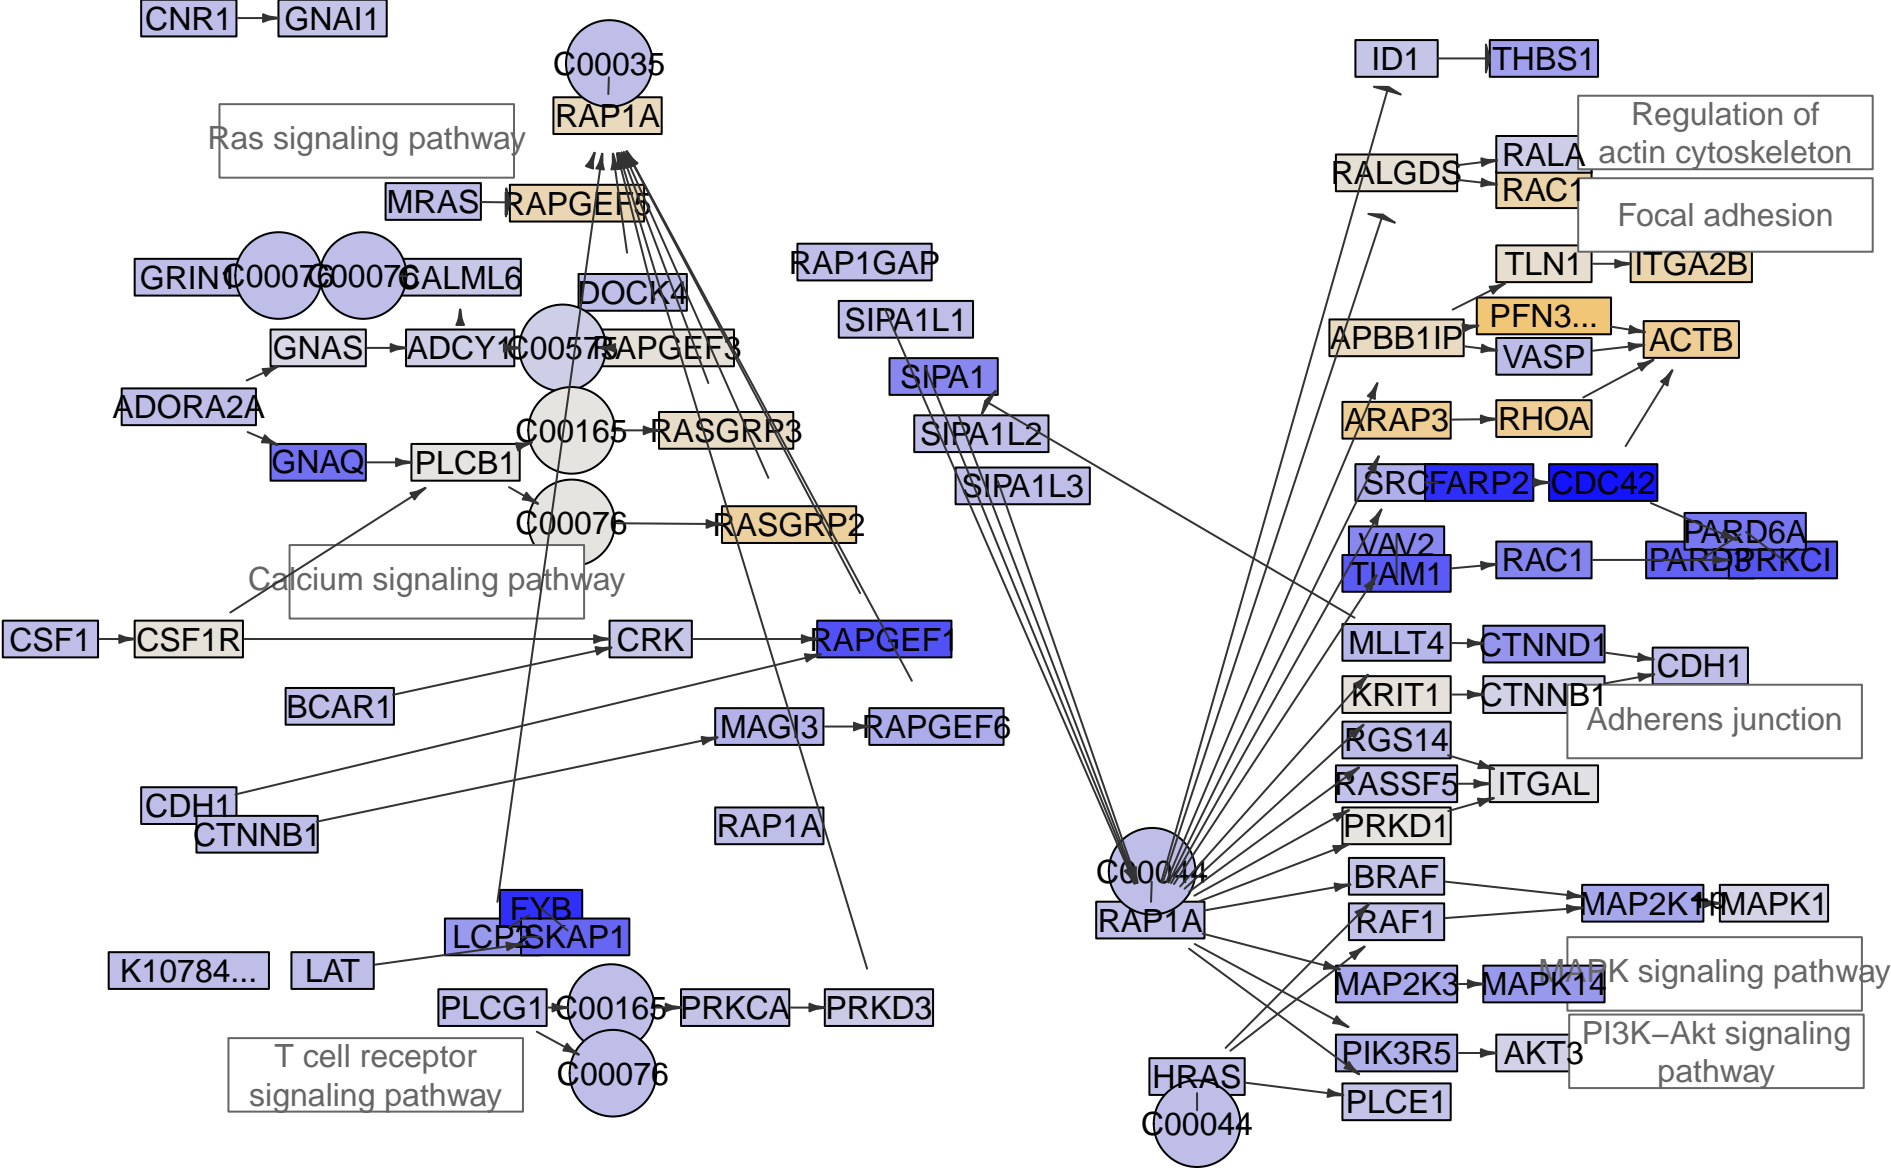 CNR1
GNAI1
C00035
RAP1A
Ras signaling pathway
MRAS
RAPGEF5
GRIN1
C00076
C00076
CALML6
DOCK4
GNAS
ADCY1
C00575
RAPGEF3
ADORA2A
GNAQ
PLCB1
C00165
RASGRP3
C00076
RASGRP2
Calcium signaling pathway
CSF1
CSF1R
CRK
RAPGEF1
BCAR1
MAGI3
RAPGEF6
CDH1
CTNNB1
RAP1A
FYB
LCP2
SKAP1
K10784...
LAT
PLCG1
C00165
PRKCA
PRKD3
C00076
T cell receptor
signaling pathway
RAP1GAP
SIPA1L1
SIPA1
SIPA1L2
SIPA1L3
C00044
RAP1A
HRAS
C00044
ID1
THBS1
Regulation of
actin cytoskeleton
RALGDS
RALA
RAC1
Focal adhesion
TLN1
ITGA2B
APBB1IP
PFN3...
VASP
ACTB
ARAP3
RHOA
SRC
FARP2
CDC42
VAV2
TIAM1
RAC1
PARD6A
PARD3
PRKCI
MLLT4
CTNND1
CDH1
KRIT1
CTNNB1
Adherens junction
RGS14
RASSF5
ITGAL
PRKD1
BRAF
RAF1
MAP2K1
+p
MAPK1
MAPK signaling pathway
MAP2K3
MAPK14
PIK3R5
AKT3
PI3K−Akt signaling
pathway
PLCE1